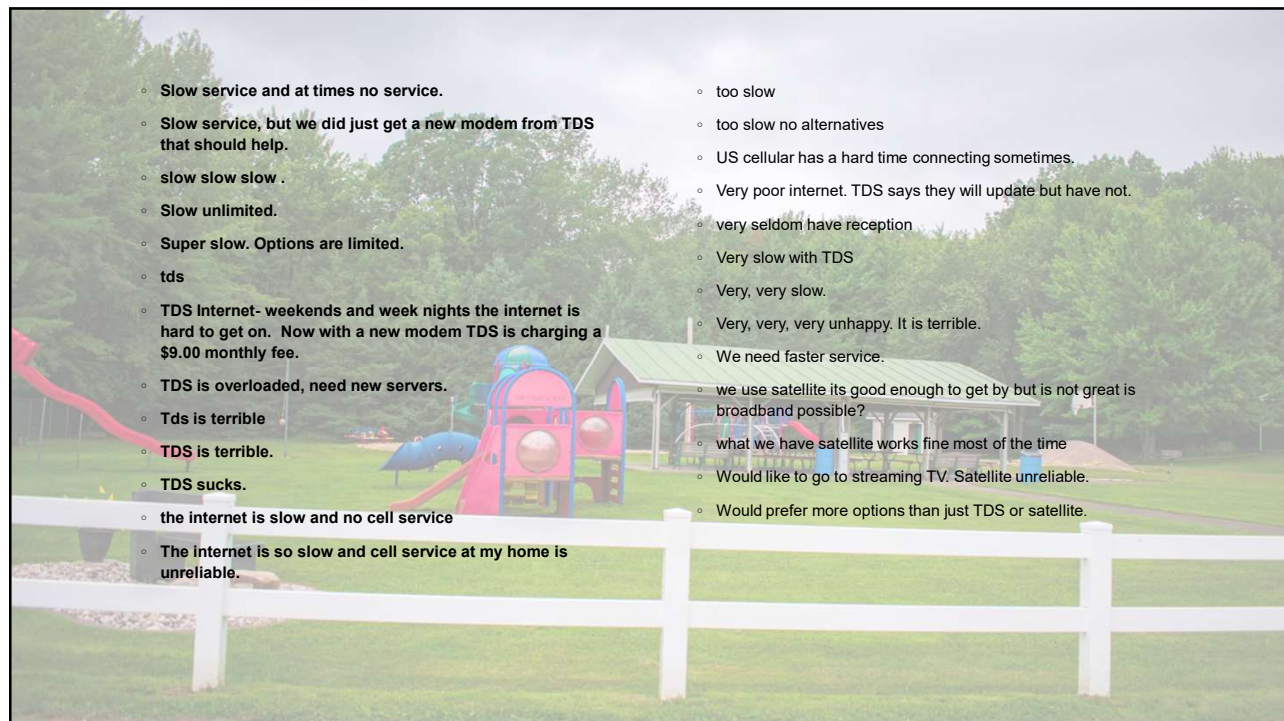 ◦ Slow service and at times no service.
◦ Slow service, but we did just get a new modem from TDS
that should help.
◦ slow slow slow .
◦ Slow unlimited.
◦ Super slow. Options are limited.
◦ tds
◦ TDS Internet- weekends and week nights the internet is
hard to get on.  Now with a new modem TDS is charging a
$9.00 monthly fee.
◦ TDS is overloaded, need new servers.
◦ Tds is terrible
◦ TDS is terrible.
◦ TDS sucks.
◦ the internet is slow and no cell service
◦ The internet is so slow and cell service at my home is
unreliable.
◦ too slow
◦ too slow no alternatives
◦ US cellular has a hard time connecting sometimes.
◦ Very poor internet. TDS says they will update but have not.
◦ very seldom have reception
◦ Very slow with TDS
◦ Very, very slow.
◦ Very, very, very unhappy. It is terrible.
◦ We need faster service.
◦ we use satellite its good enough to get by but is not great is
broadband possible?
◦ what we have satellite works fine most of the time
◦ Would like to go to streaming TV. Satellite unreliable.
◦ Would prefer more options than just TDS or satellite.